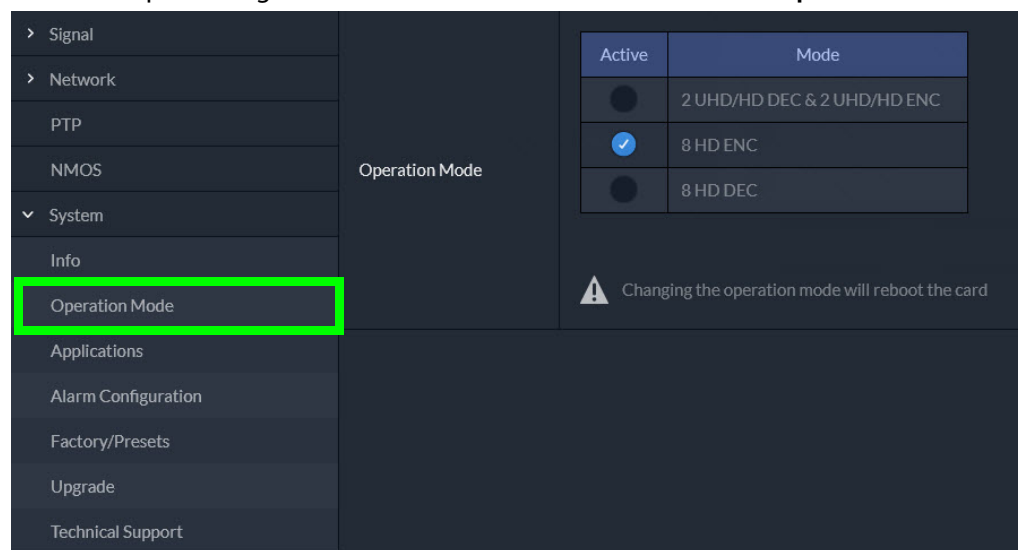 Signal
Network
PTP
NMOS
System
Info
Operation Mode
Applications
Alarm Configuration
Factory/Presets
Upgrade
Technical Support
Operation Mode
Active Mode
2 UHD/HD DEC & 2 UHD/HD ENC
8 HD ENC
8 HD DEC
Changing the operation mode will reboot the card